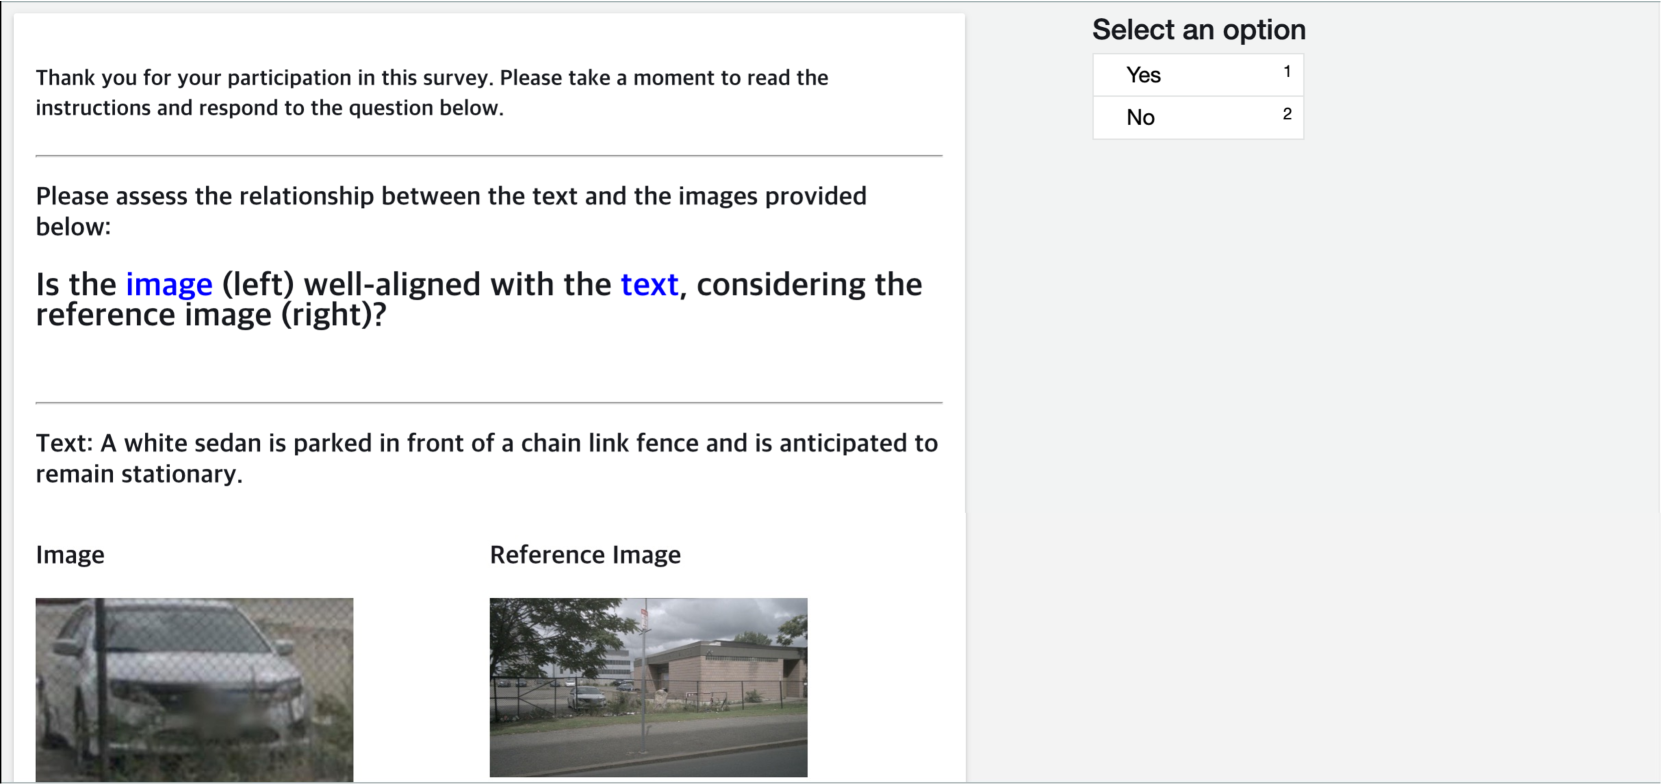 Thank you for your participation in this survey. Please take a moment to read the
instructions and respond to the question below.
Please assess the relationship between the text and the images provided
below:
Is the image (left) well-aligned with the text, considering the
reference image (right)?
Text: A white sedan is parked in front of a chain link fence and is anticipated to
remain stationary.
Image
Reference Image
Select an option
Yes 1
No 2